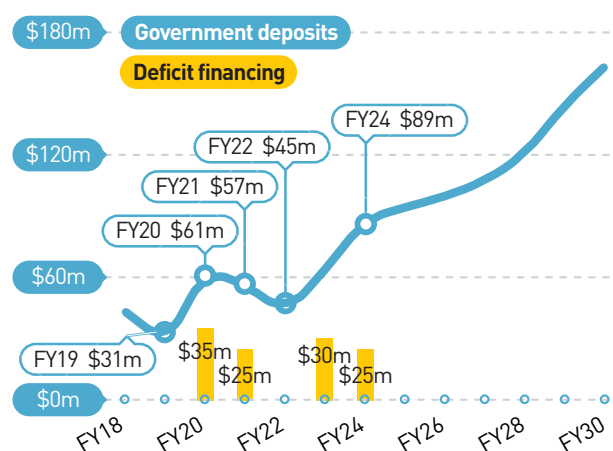 $180m
Government deposits
Deficit financing
FY24 $89m
$120m
FY22 $45m
FY21 $57m
FY20 $61m
$60m
FY19 $31m
$35m
$25m
$30m
$25m
$0m
FY18 FY20 FY22 FY24 FY26 FY28 FY30